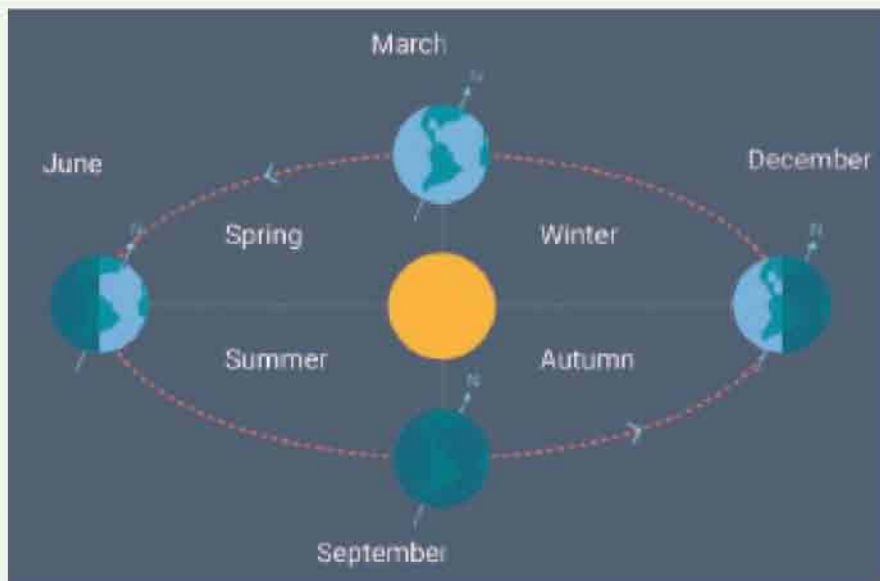 March
N
June
December
N
Spring
Winter
N
Summer
Autumn
N
September